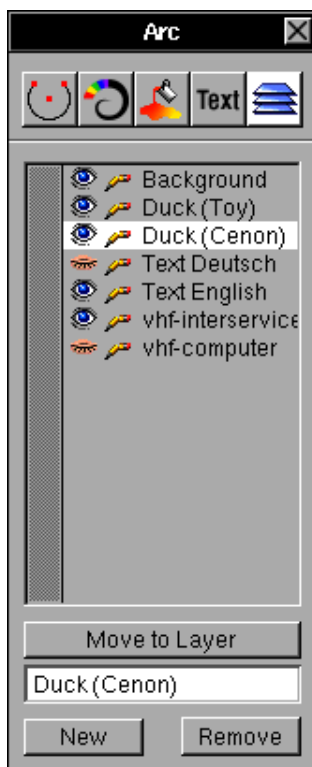 Arc
Text
Background
Duck (Toy)
Duck (Cenon)
Text Deutsch
Text English
vhf-interservice
vhf-computer
Move to Layer
Duck (Cenon)
New
Remove